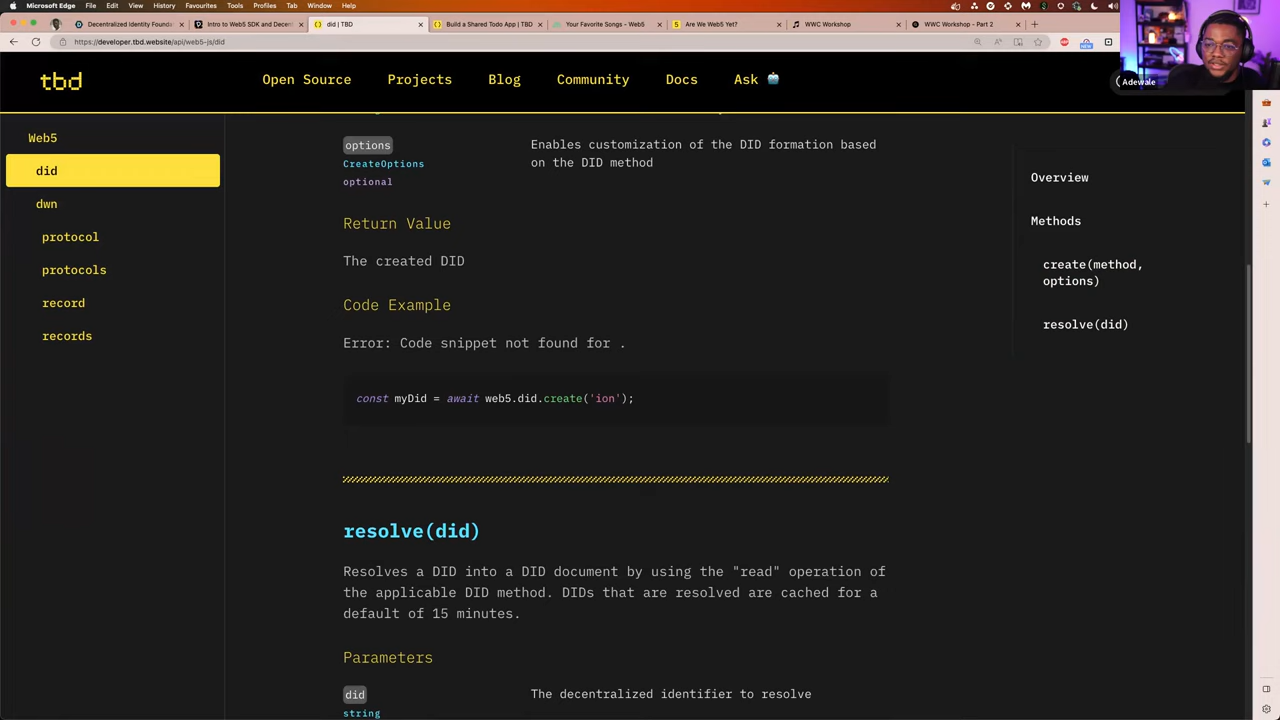 Microsoft Edge File Edit View History Favourites Tools Profiles Tab Window Help
Decentralized Identity Founda
Intro to Web5 SDK and Decen
did | TBD
Build a Shared Todo App | TBD
Your Favorite Songs - Web5
Are We Web5 Yet?
WWC Workshop
WWC Workshop - Part 2
https://developer.tbd.website/api/web5-js/did
NEW
Adewale
tbd
Open Source
Projects
Blog
Community
Docs
Ask
Web5
did
dwn
protocol
protocols
record
records
options
CreateOptions
optional
Enables customization of the DID formation based
on the DID method
Return Value
The created DID
Code Example
Error: Code snippet not found for .
const myDid = await web5.did.create('ion');
resolve(did)
Resolves a DID into a DID document by using the "read" operation of
the applicable DID method. DIDs that are resolved are cached for a
default of 15 minutes.
Parameters
did
string
The decentralized identifier to resolve
Overview
Methods
create(method,
options)
resolve(did)